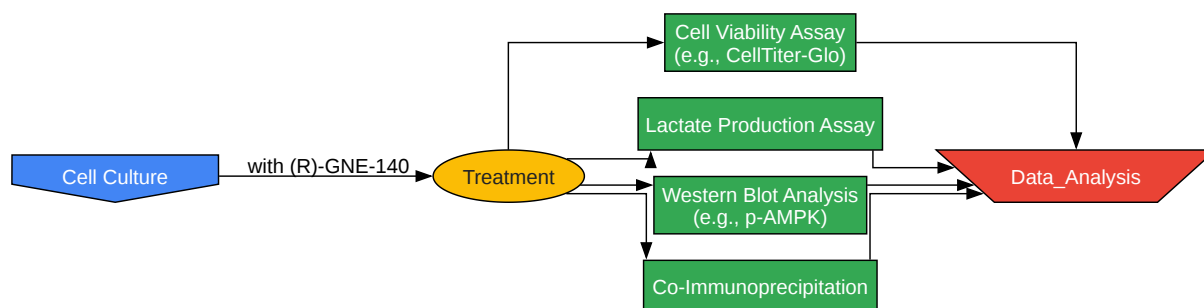 Cell Viability Assay
(e.g., CellTiter-Glo)
Lactate Production Assay
with (R)-GNE-140
Cell Culture
Treatment
Data_Analysis
Western Blot Analysis
(e.g., p-AMPK)
Co-Immunoprecipitation